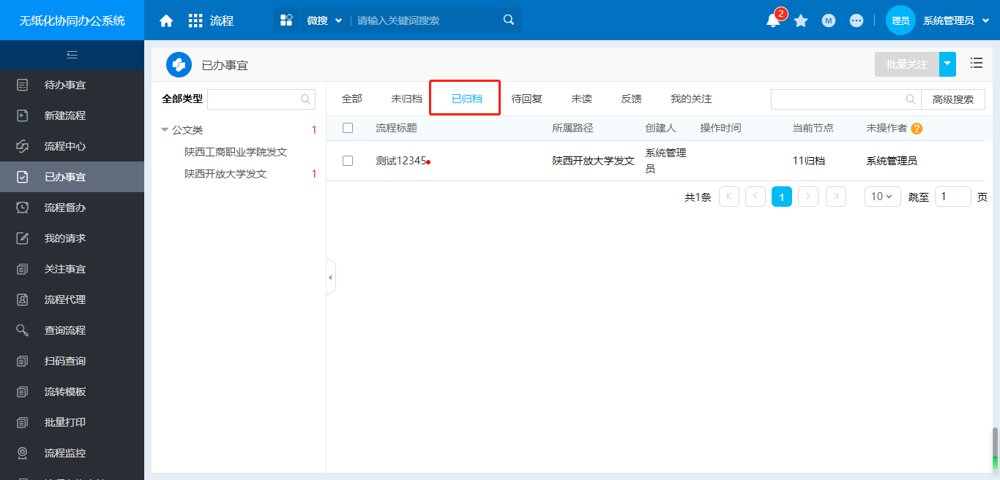 无纸化协同办公系统
流程
微搜
请输入关键词搜索
2
M
理员
系统管理员
待办事宜
新建流程
流程中心
已办事宜
流程督办
我的请求
关注事宜
流程代理
查询流程
扫码查询
流转模板
批量打印
流程监控
已办事宜
批量关注
全部类型
公文类 1
陕西工商职业学院发文
陕西开放大学发文 1
全部 未归档 已归档 待回复 未读 反馈 我的关注
高级搜索
流程标题 所属路径 创建人 操作时间 当前节点 未操作者 ?
测试12345 陕西开放大学发文 系统管理员 11归档 系统管理员
共1条 1 10 跳至 1 页